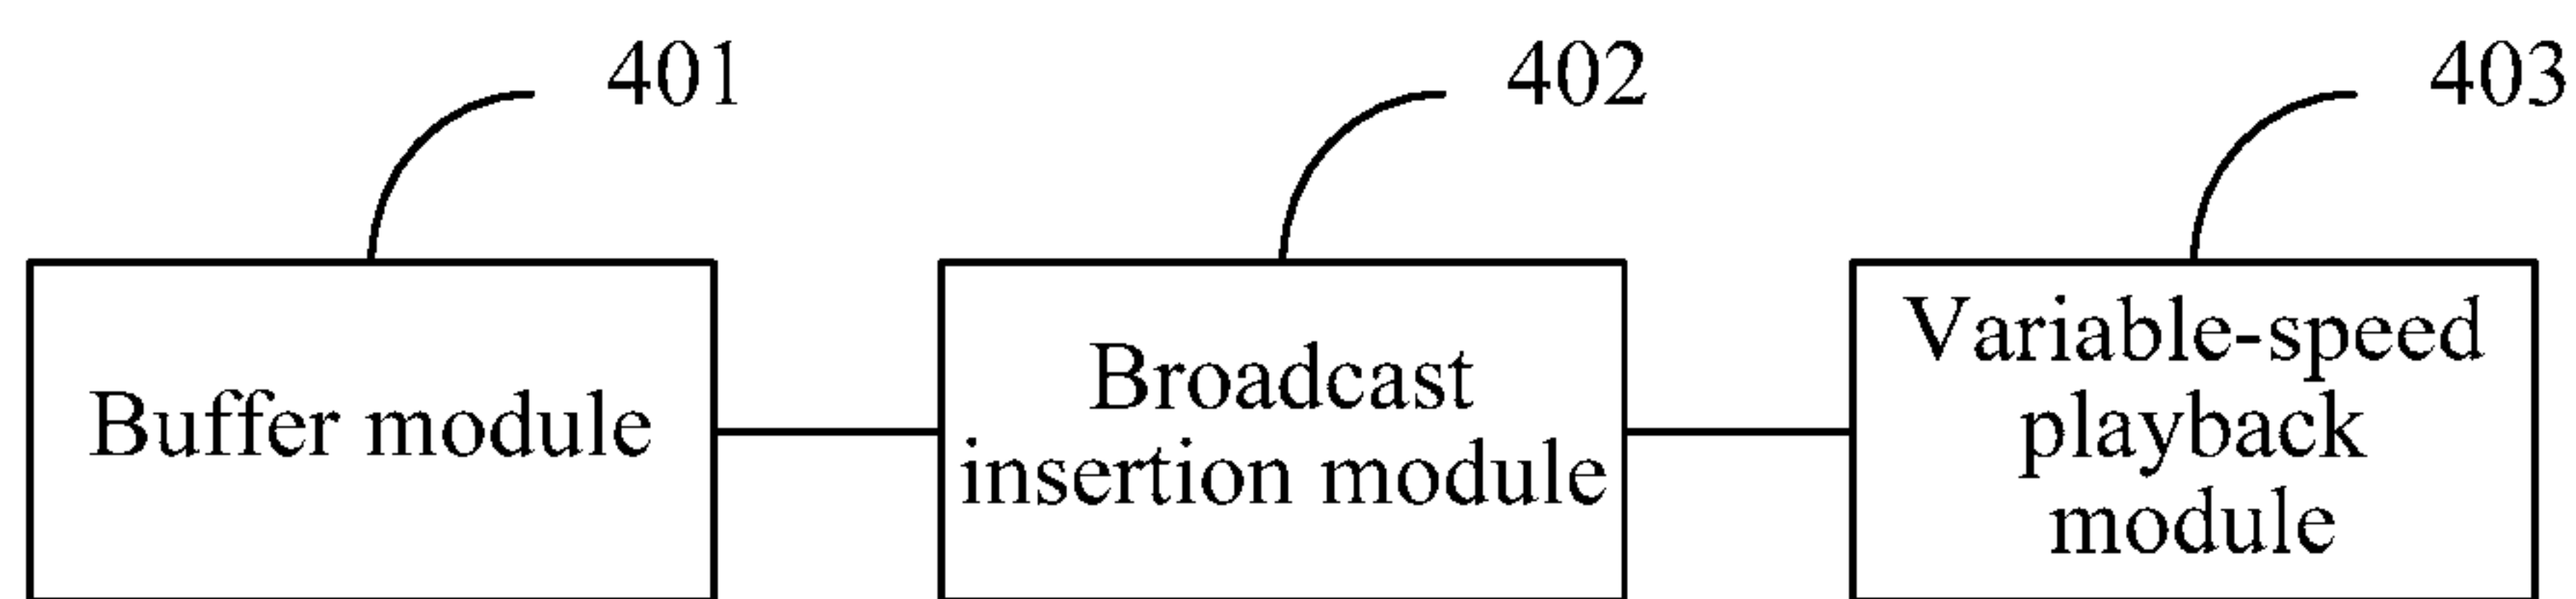 401
402
403
Buffer module
Broadcast
insertion module
Variable-speed
playback
module